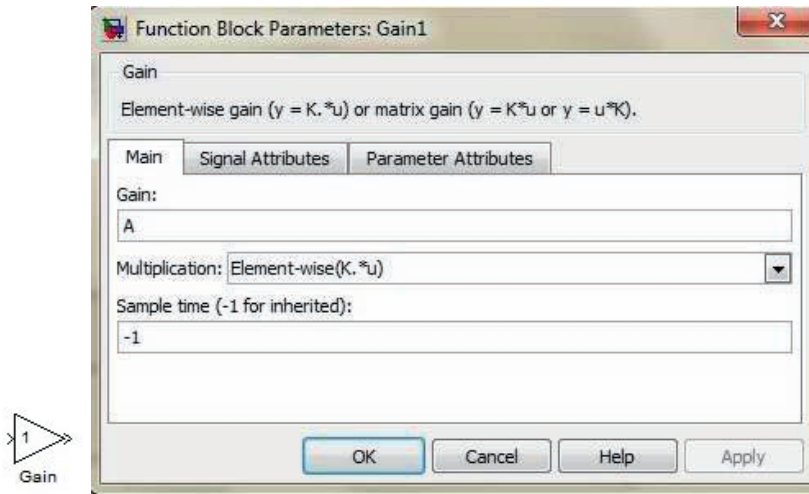 Function Block Parameters: Gain1
Gain
Element-wise gain (y = K.*u) or matrix gain (y = K*u or y = u*K).
Main Signal Attributes Parameter Attributes
Gain:
A
Multiplication: Element-wise(K.*u)
Sample time (-1 for inherited):
-1
OK Cancel Help Apply
1
Gain